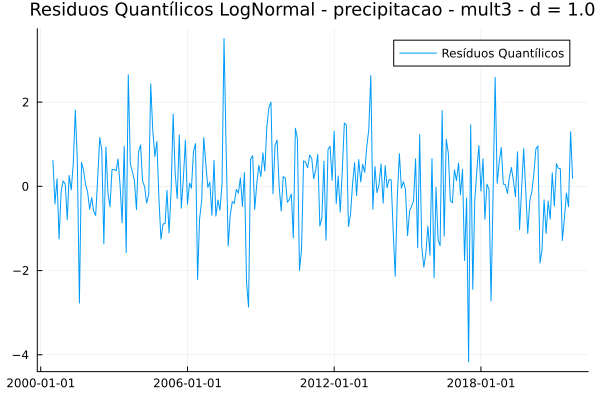 Residuos Quantílicos LogNormal - precipitacao - mult3 - d = 1.0
Resíduos Quantílicos
2
0
−2
−4
2000-01-01 2006-01-01 2012-01-01 2018-01-01